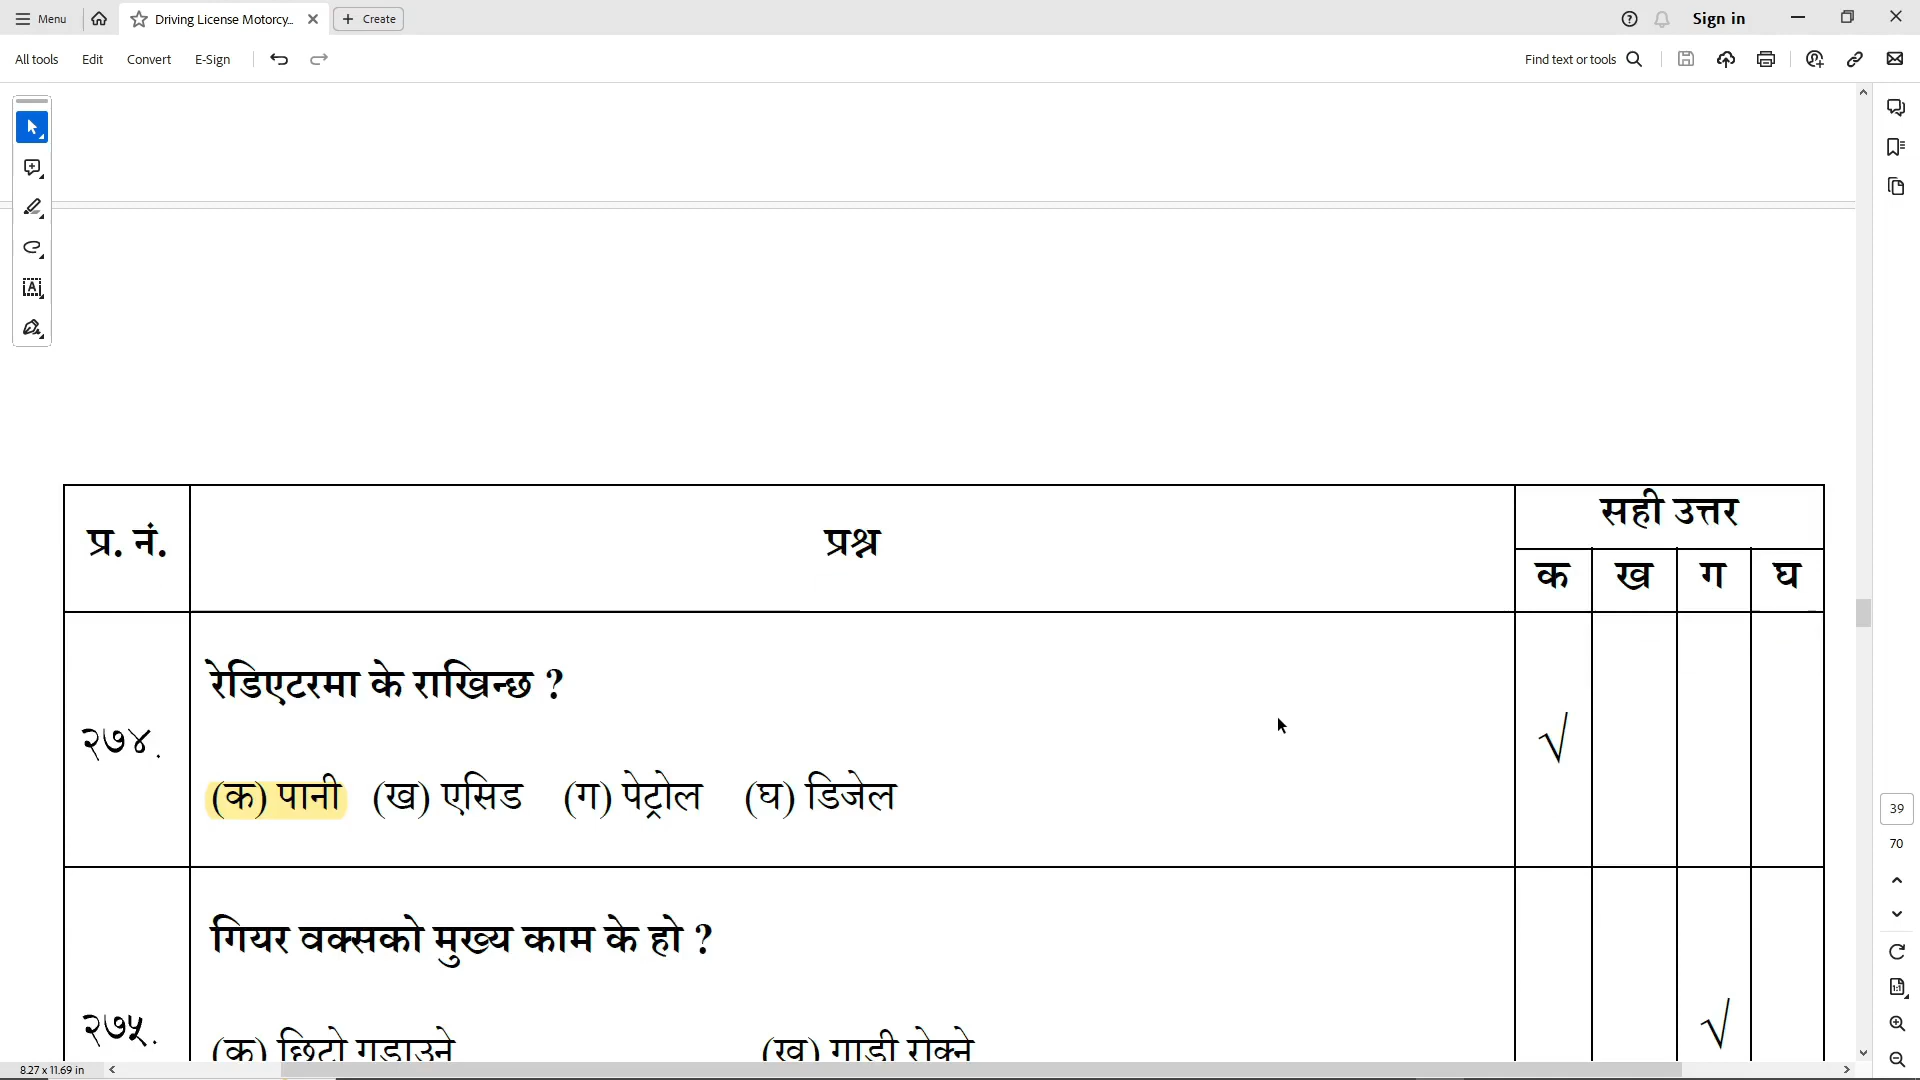 Menu
Driving License Motorcy...
Create
Sign in
All tools
Edit
Convert
E-Sign
Find text or tools
प्र. नं.
प्रश्न
सही उत्तर
क
ख
ग
घ
२७४.
रेडिएटरमा के राखिन्छ ?
(क) पानी (ख) एसिड (ग) पेट्रोल (घ) डिजेल
√
२७५.
गियर वक्सको मुख्य काम के हो ?
(क) छिटो गुडाउने (ख) गाडी रोक्ने
√
39
70
8.27 x 11.69 in